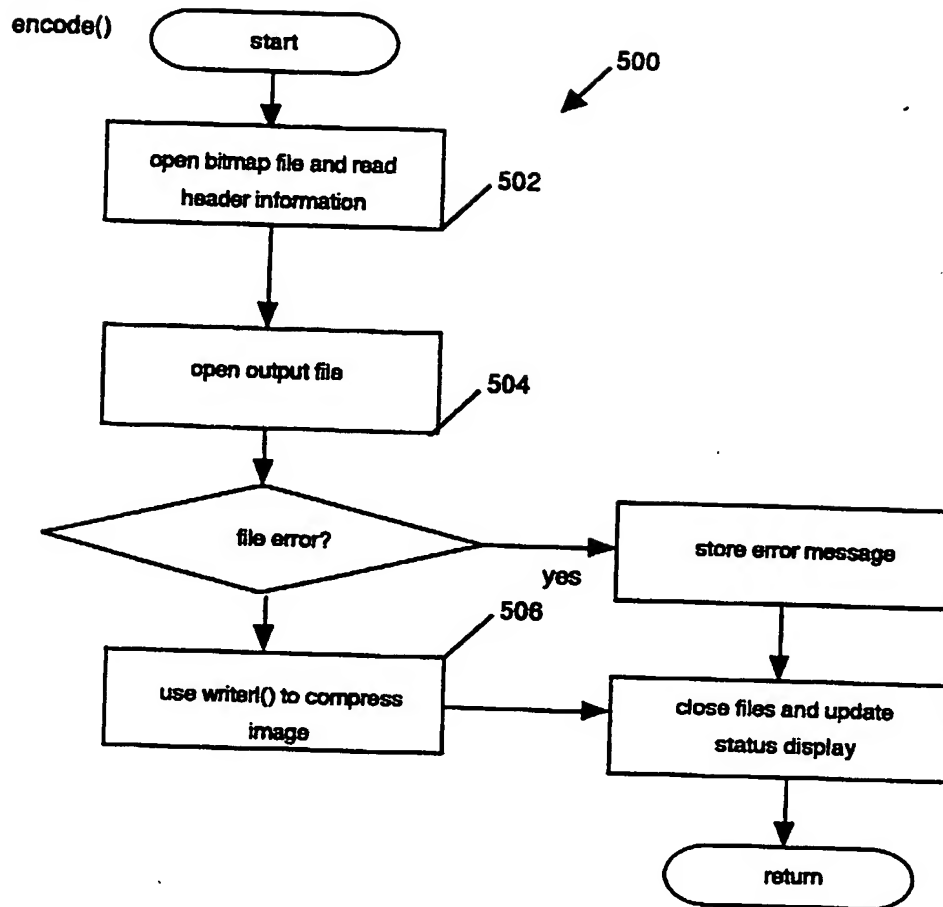 encode()
start
500
open bitmap file and read
header information
502
open output file
504
file error?
yes
store error message
506
use writerl() to compress
image
close files and update
status display
return